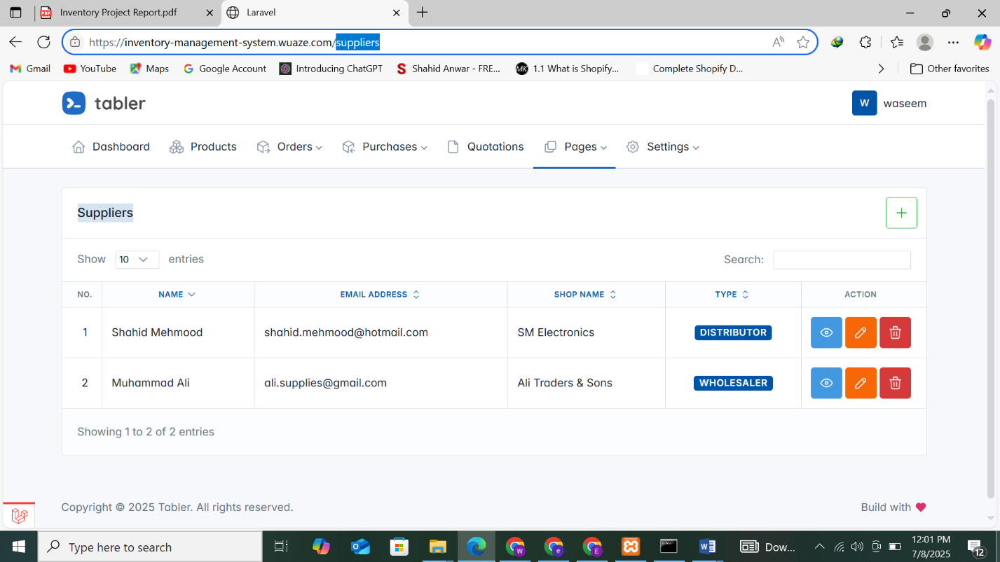 Inventory Project Report.pdf
Laravel
https://inventory-management-system.wuaze.com/suppliers
Gmail
YouTube
Maps
Google Account
Introducing ChatGPT
Shahid Anwar - FRE...
1.1 What is Shopify...
Complete Shopify D...
Other favorites
tabler
W waseem
Dashboard
Products
Orders
Purchases
Quotations
Pages
Settings
Suppliers
Show 10 entries
Search:
NO. NAME EMAIL ADDRESS SHOP NAME TYPE ACTION
1 Shahid Mehmood shahid.mehmood@hotmail.com SM Electronics DISTRIBUTOR
2 Muhammad Ali ali.supplies@gmail.com Ali Traders & Sons WHOLESALER
Showing 1 to 2 of 2 entries
Copyright © 2025 Tabler. All rights reserved.
Build with
Type here to search
Dow...
12:01 PM
7/8/2025
12